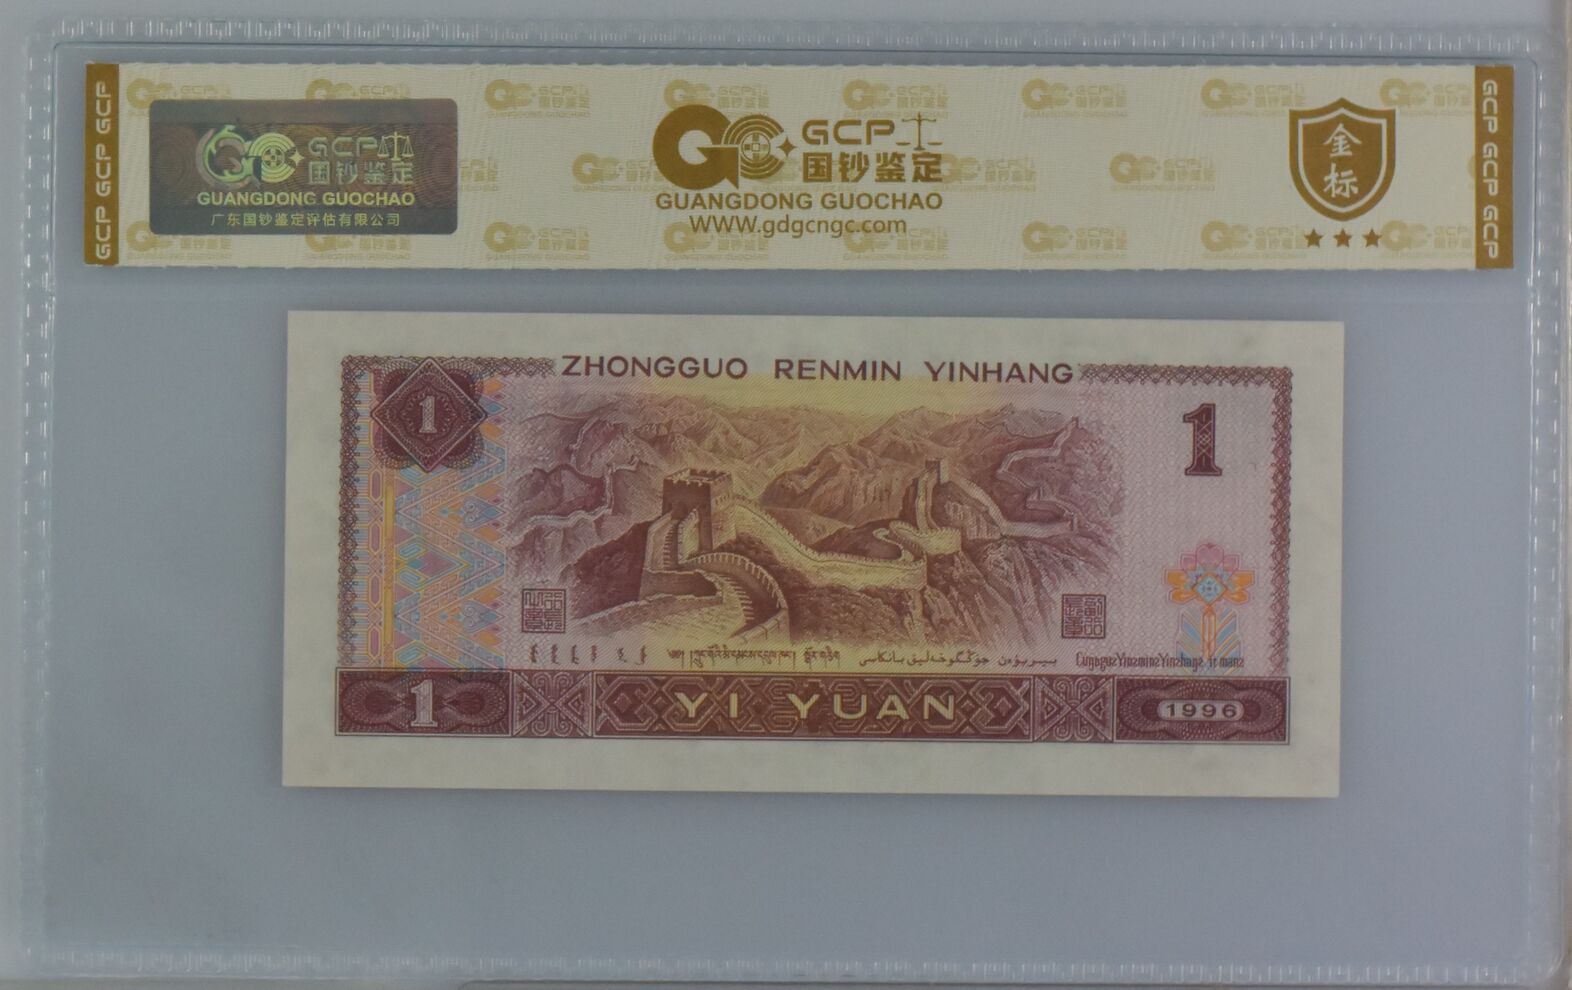 GCP GCP GCP
GCP
国钞鉴定
GUANGDONG GUOCHAO
广东国钞鉴定评估有限公司
GCP
国钞鉴定
GUANGDONG GUOCHAO
WWW.gdgcngc.com
金标
GCP GCP GCP
ZHONGGUO RENMIN YINHANG
1
1
1
YI YUAN
1996